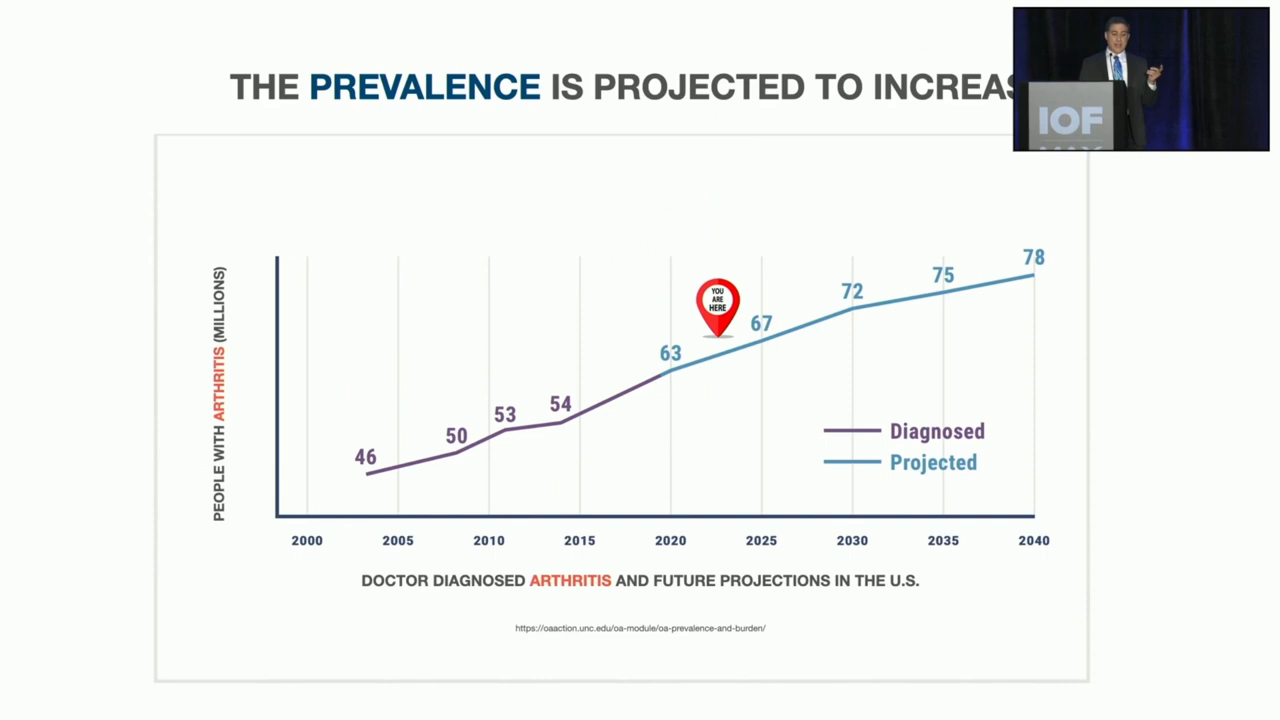 THE PREVALENCE IS PROJECTED TO INCREAS
IOF
PEOPLE WITH ARTHRITIS (MILLIONS)
78
75
72
67
63
54
53
50
46
YOU
ARE
HERE
Diagnosed
Projected
2000 2005 2010 2015 2020 2025 2030 2035 2040
DOCTOR DIAGNOSED ARTHRITIS AND FUTURE PROJECTIONS IN THE U.S.
https://oaaction.unc.edu/oa-module/oa-prevalence-and-burden/